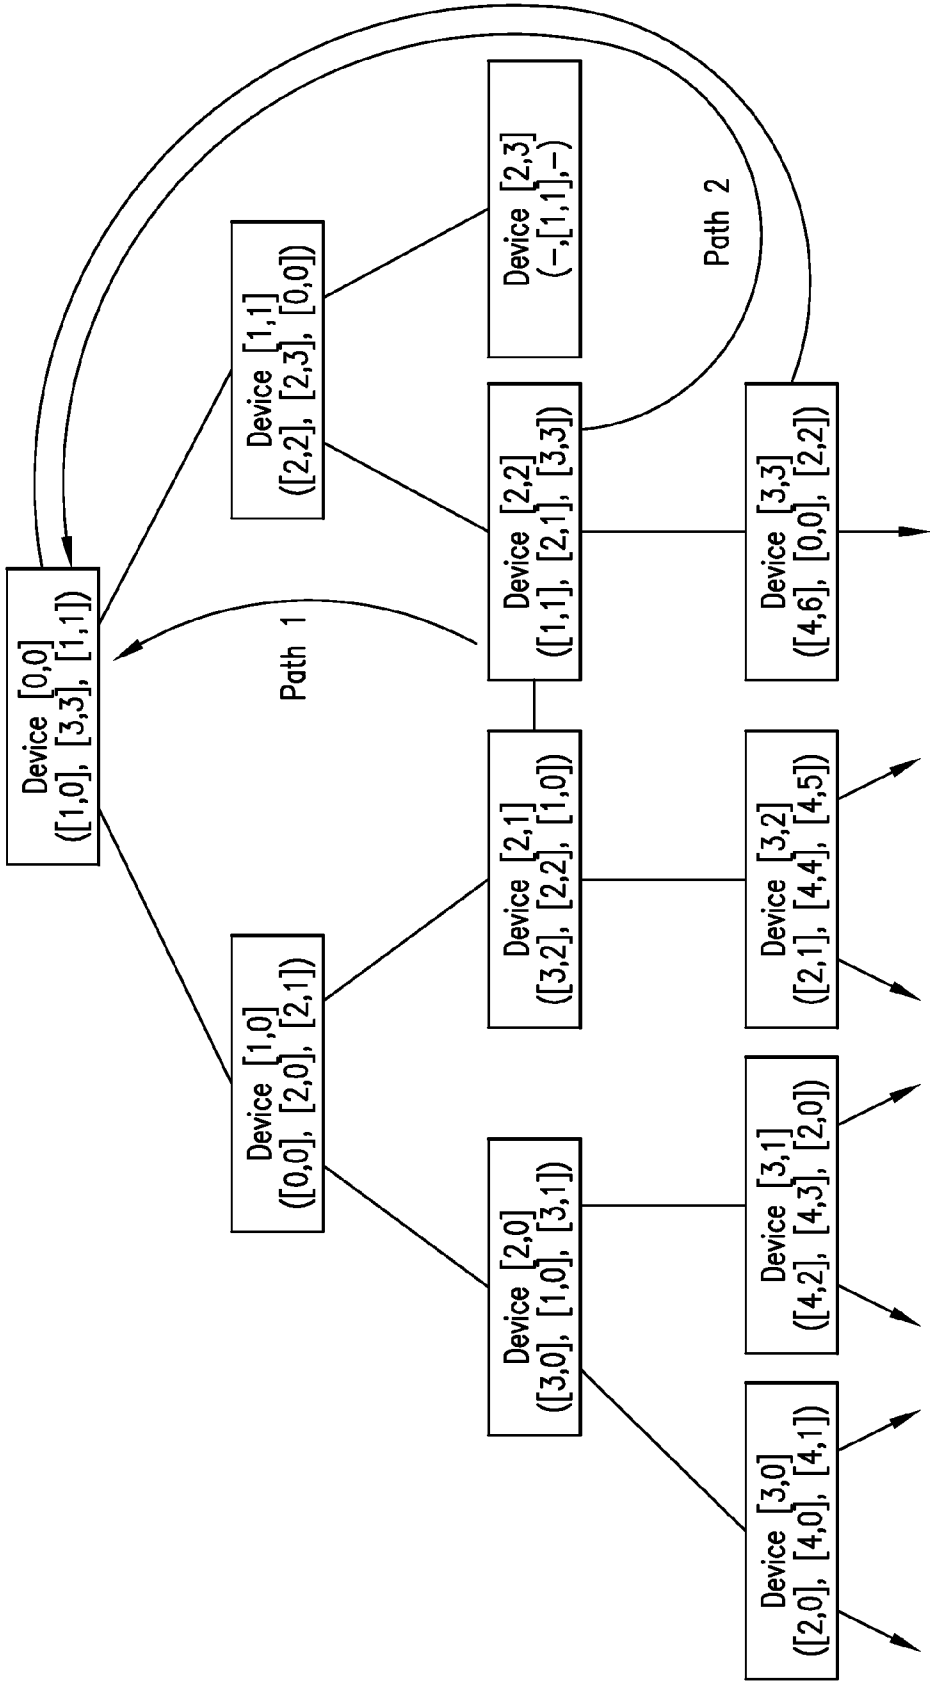 Device [0,0]
([1,0], [3,3], [1,1])
Device [1,0]
([0,0], [2,0], [2,1])
Path 1
Device [1,1]
([2,2], [2,3], [0,0])
Device [2,0]
([3,0], [1,0], [3,1])
Device [2,1]
([3,2], [2,2], [1,0])
Device [2,2]
([1,1], [2,1], [3,3])
Device [2,3]
(–,[1,1],–)
Path 2
Device [3,0]
([2,0], [4,0], [4,1])
Device [3,1]
([4,2], [4,3], [2,0])
Device [3,2]
([2,1], [4,4], [4,5])
Device [3,3]
([4,6], [0,0], [2,2])